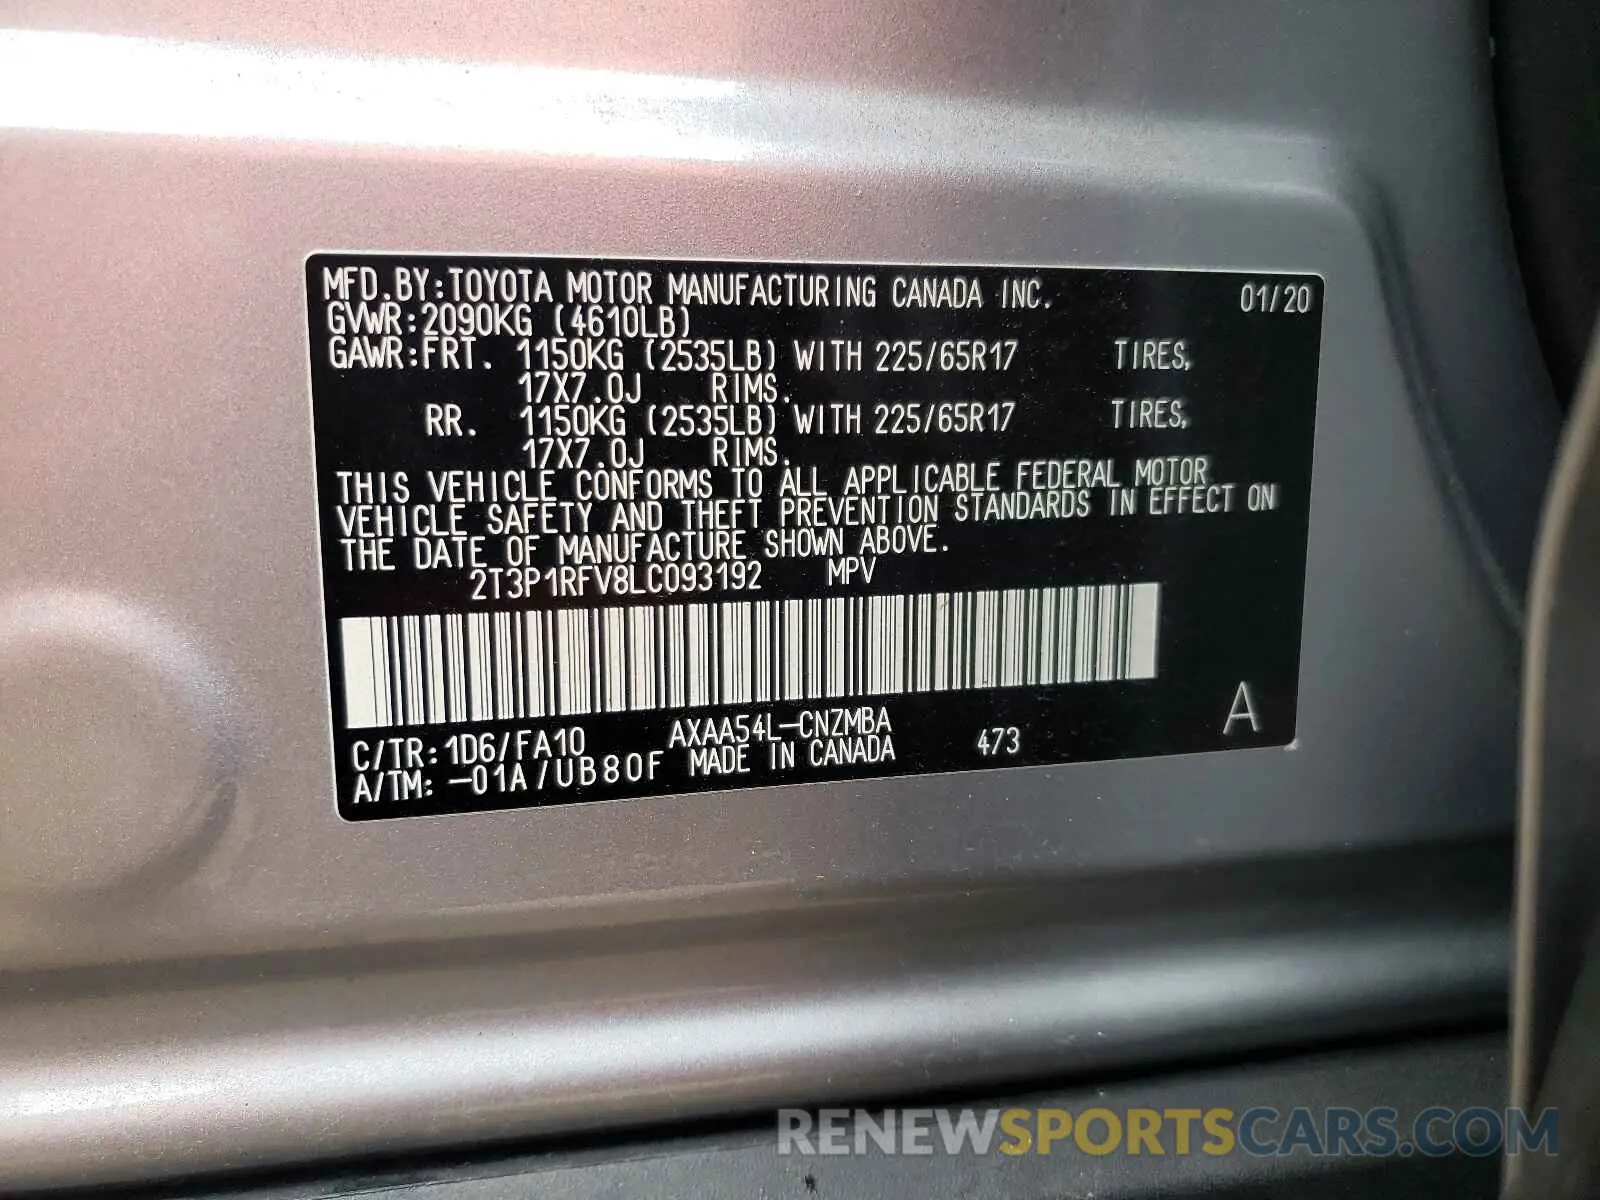 MFD.BY:TOYOTA MOTOR MANUFACTURING CANADA INC. 01/20
GVWR:2090KG (4610LB)
GAWR:FRT. 1150KG (2535LB) WITH 225/65R17 TIRES,
17X7.0J RIMS.
RR. 1150KG (2535LB) WITH 225/65R17 TIRES,
17X7.0J RIMS.
THIS VEHICLE CONFORMS TO ALL APPLICABLE FEDERAL MOTOR
VEHICLE SAFETY AND THEFT PREVENTION STANDARDS IN EFFECT ON
THE DATE OF MANUFACTURE SHOWN ABOVE.
2T3P1RFV8LC093192 MPV
C/TR:1D6/FA10 AXAA54L-CNZMBA 473 A
A/TM: -01A/UB80F MADE IN CANADA
RENEWSPORTSCARS.COM